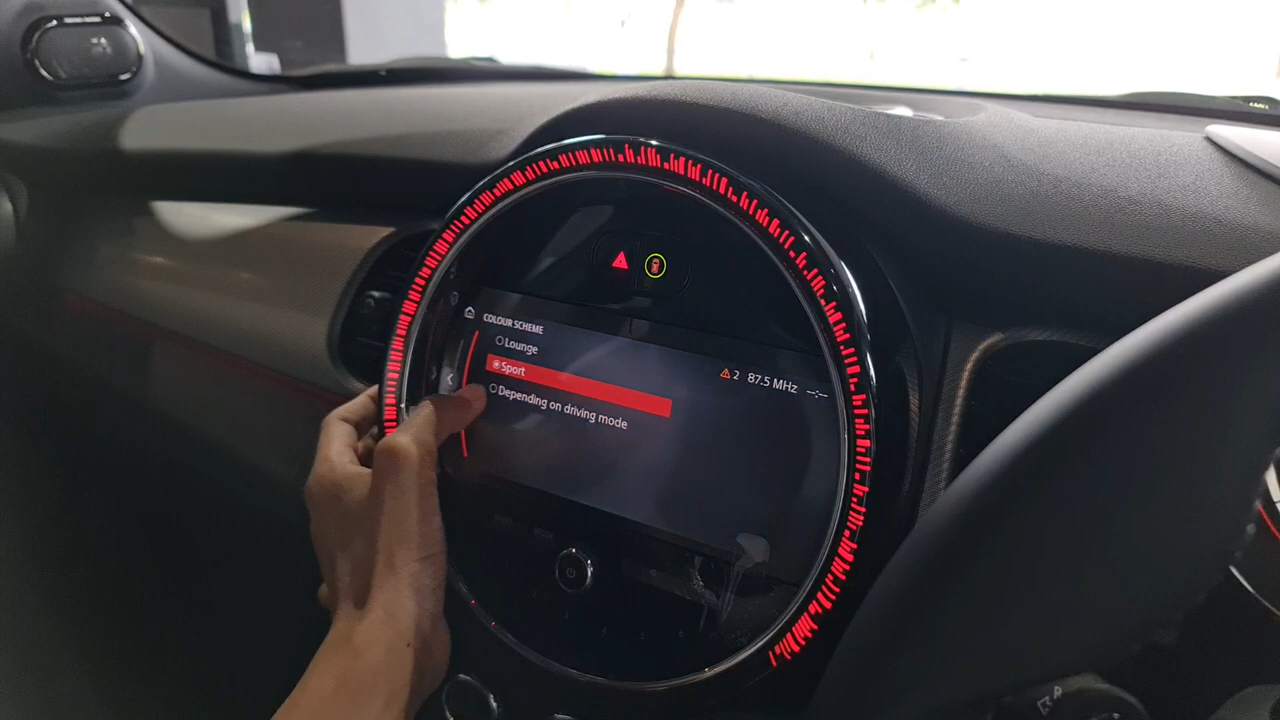 COLOUR SCHEME
Lounge
Sport
Depending on driving mode
2 87.5 MHz --:--